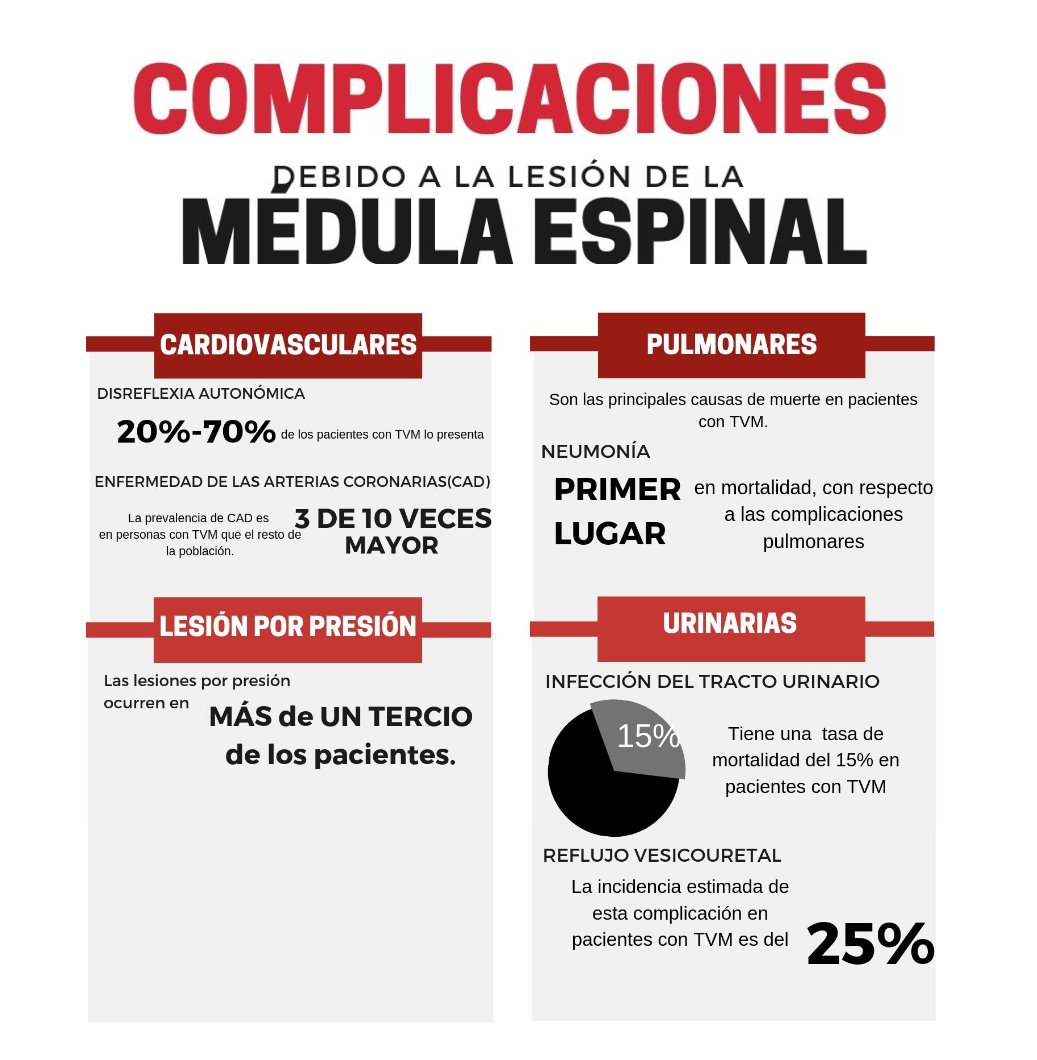 COMPLICACIONES
DEBIDO A LA LESIÓN DE LA
MÉDULA ESPINAL
CARDIOVASCULARES
DISREFLEXIA AUTONÓMICA
20%-70% de los pacientes con TVM lo presenta
ENFERMEDAD DE LAS ARTERIAS CORONARIAS(CAD)
La prevalencia de CAD es
en personas con TVM que el resto de
la población.
3 DE 10 VECES
MAYOR
PULMONARES
Son las principales causas de muerte en pacientes
con TVM.
NEUMONÍA
PRIMER
LUGAR
en mortalidad, con respecto
a las complicaciones
pulmonares
LESIÓN POR PRESIÓN
Las lesiones por presión
ocurren en
MÁS de UN TERCIO
de los pacientes.
URINARIAS
INFECCIÓN DEL TRACTO URINARIO
15%
Tiene una  tasa de
mortalidad del 15% en
pacientes con TVM
REFLUJO VESICOURETAL
La incidencia estimada de
esta complicación en
pacientes con TVM es del
25%